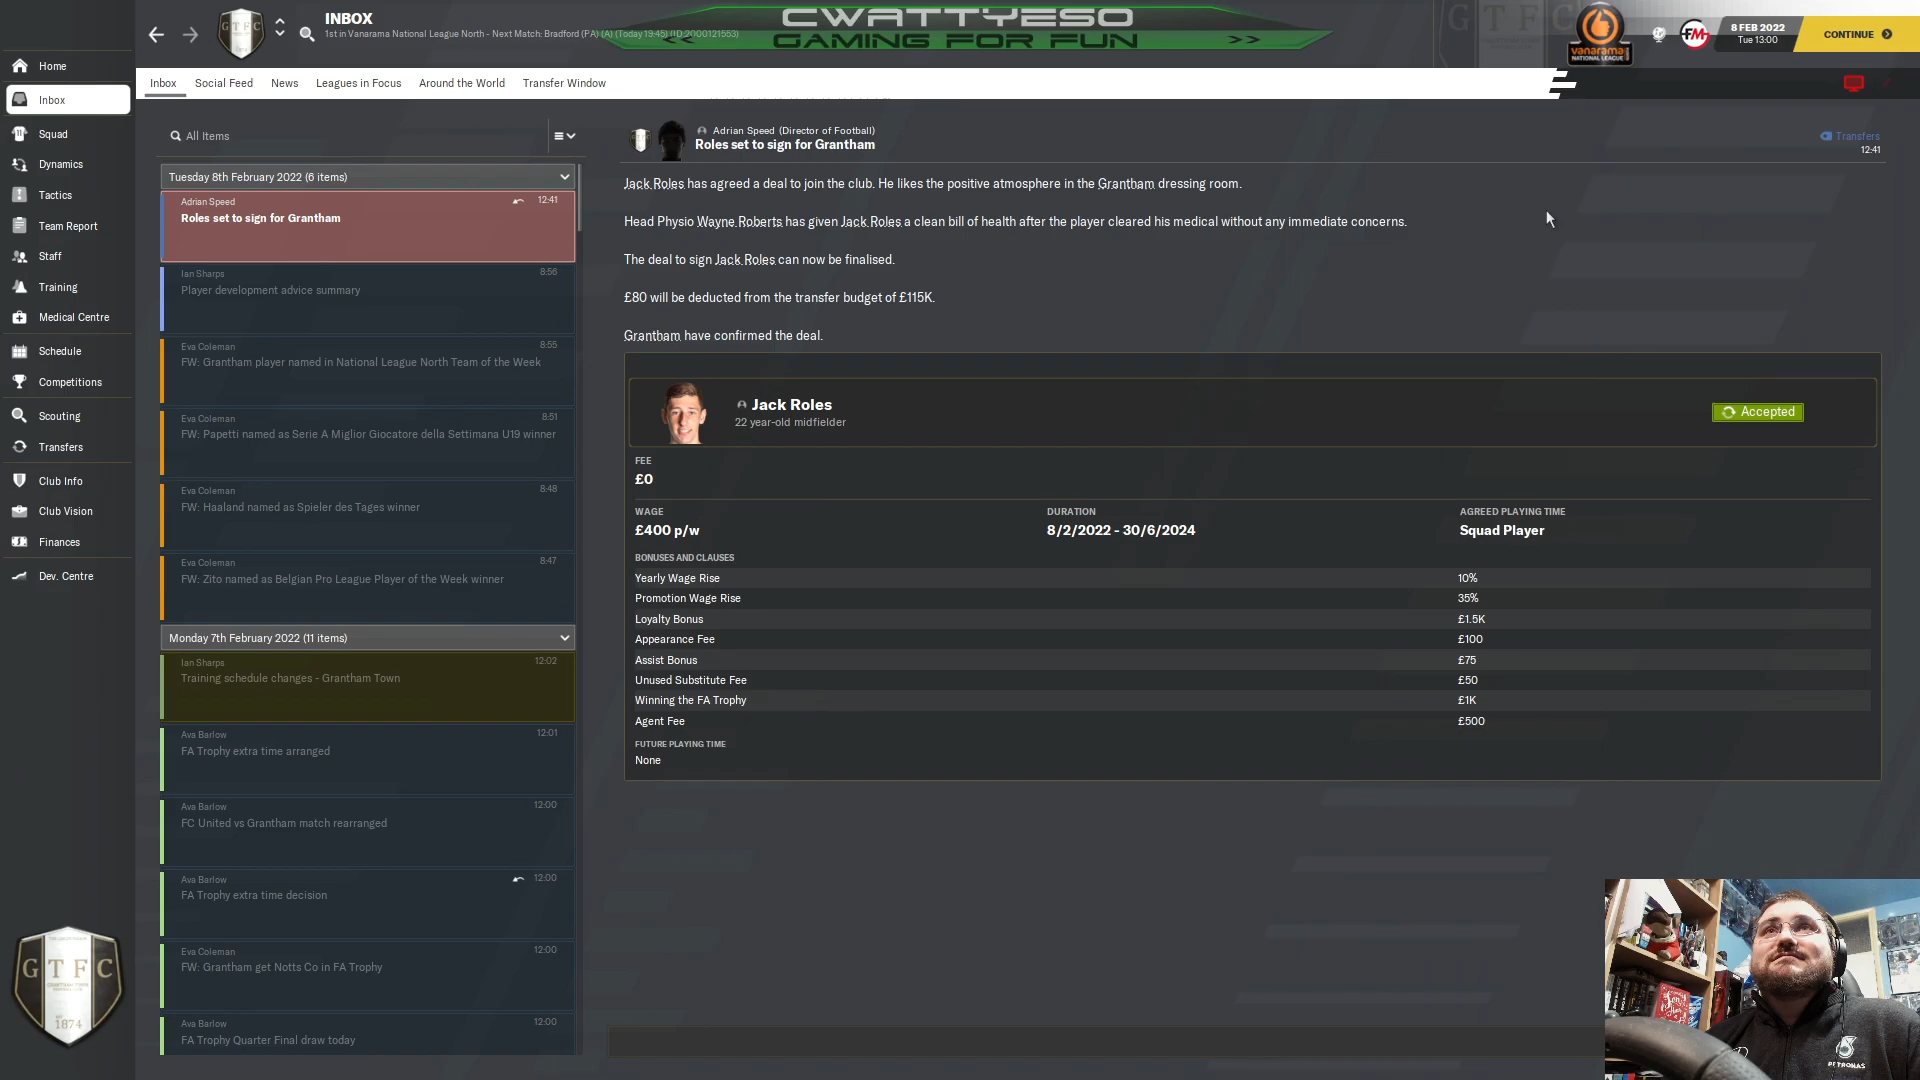 INBOX
1st in Vanarama National League North - Next Match: Bradford (PA) (A) (Today 19:45) (ID:2000121553)
CWATTYESO
GAMING FOR FUN
GTFC
vanarama
NATIONAL LEAGUE
FM
8 FEB 2022
Tue 13:00
CONTINUE
Home
Inbox
Squad
Dynamics
Tactics
Team Report
Staff
Training
Medical Centre
Schedule
Competitions
Scouting
Transfers
Club Info
Club Vision
Finances
Dev. Centre
GTFC
1874
Inbox Social Feed News Leagues in Focus Around the World Transfer Window
All Items
Tuesday 8th February 2022 (6 items)
Adrian Speed 12:41
Roles set to sign for Grantham
Ian Sharps 8:56
Player development advice summary
Eva Coleman 8:55
FW: Grantham player named in National League North Team of the Week
Eva Coleman 8:51
FW: Papetti named as Serie A Miglior Giocatore della Settimana U19 winner
Eva Coleman 8:48
FW: Haaland named as Spieler des Tages winner
Eva Coleman 8:47
FW: Zito named as Belgian Pro League Player of the Week winner
Monday 7th February 2022 (11 items)
Ian Sharps 12:02
Training schedule changes - Grantham Town
Ava Barlow 12:01
FA Trophy extra time arranged
Ava Barlow 12:00
FC United vs Grantham match rearranged
Ava Barlow 12:00
FA Trophy extra time decision
Eva Coleman 12:00
FW: Grantham get Notts Co in FA Trophy
Ava Barlow 12:00
FA Trophy Quarter Final draw today
Adrian Speed (Director of Football)
Roles set to sign for Grantham
Transfers
12:41
Jack Roles has agreed a deal to join the club. He likes the positive atmosphere in the Grantham dressing room.
Head Physio Wayne Roberts has given Jack Roles a clean bill of health after the player cleared his medical without any immediate concerns.
The deal to sign Jack Roles can now be finalised.
£80 will be deducted from the transfer budget of £115K.
Grantham have confirmed the deal.
Jack Roles
22 year-old midfielder
Accepted
FEE
£0
WAGE DURATION AGREED PLAYING TIME
£400 p/w 8/2/2022 - 30/6/2024 Squad Player
BONUSES AND CLAUSES
Yearly Wage Rise 10%
Promotion Wage Rise 35%
Loyalty Bonus £1.5K
Appearance Fee £100
Assist Bonus £75
Unused Substitute Fee £50
Winning the FA Trophy £1K
Agent Fee £500
FUTURE PLAYING TIME
None
PETRONAS